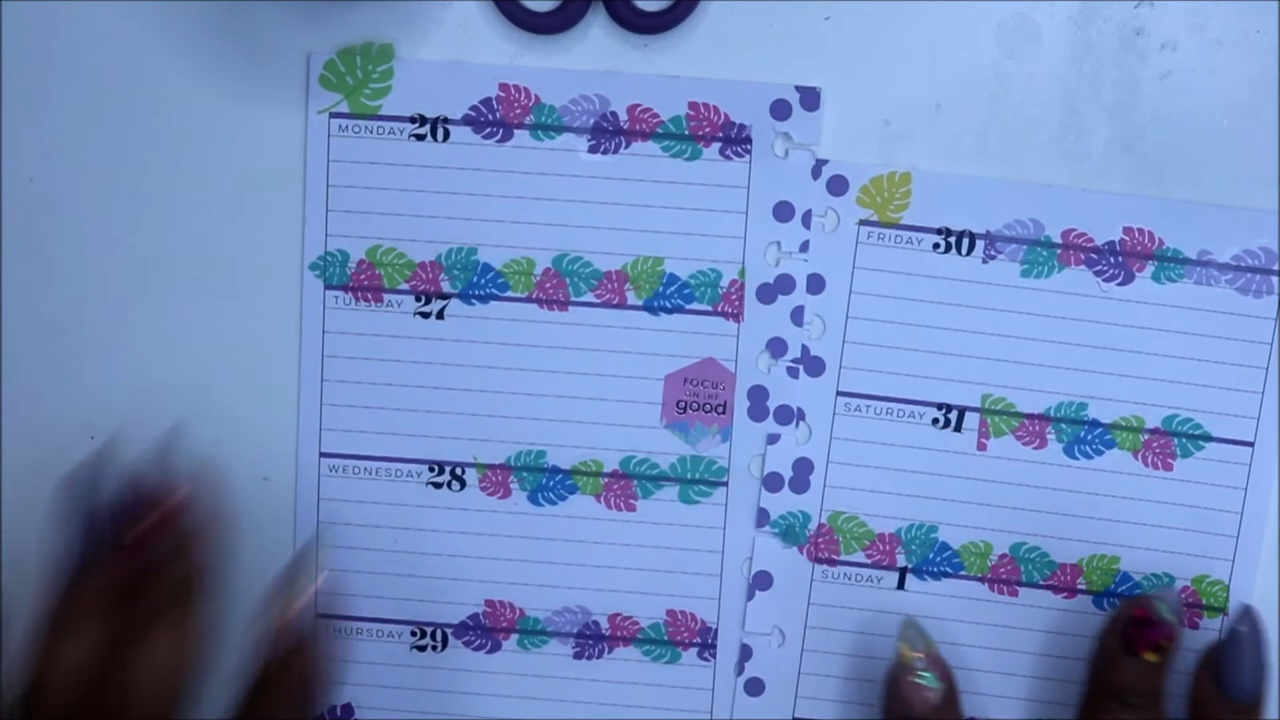 MONDAY 26
TUESDAY 27
FOCUS
ON THE
good
WEDNESDAY 28
THURSDAY 29
FRIDAY 30
SATURDAY 31
SUNDAY 1